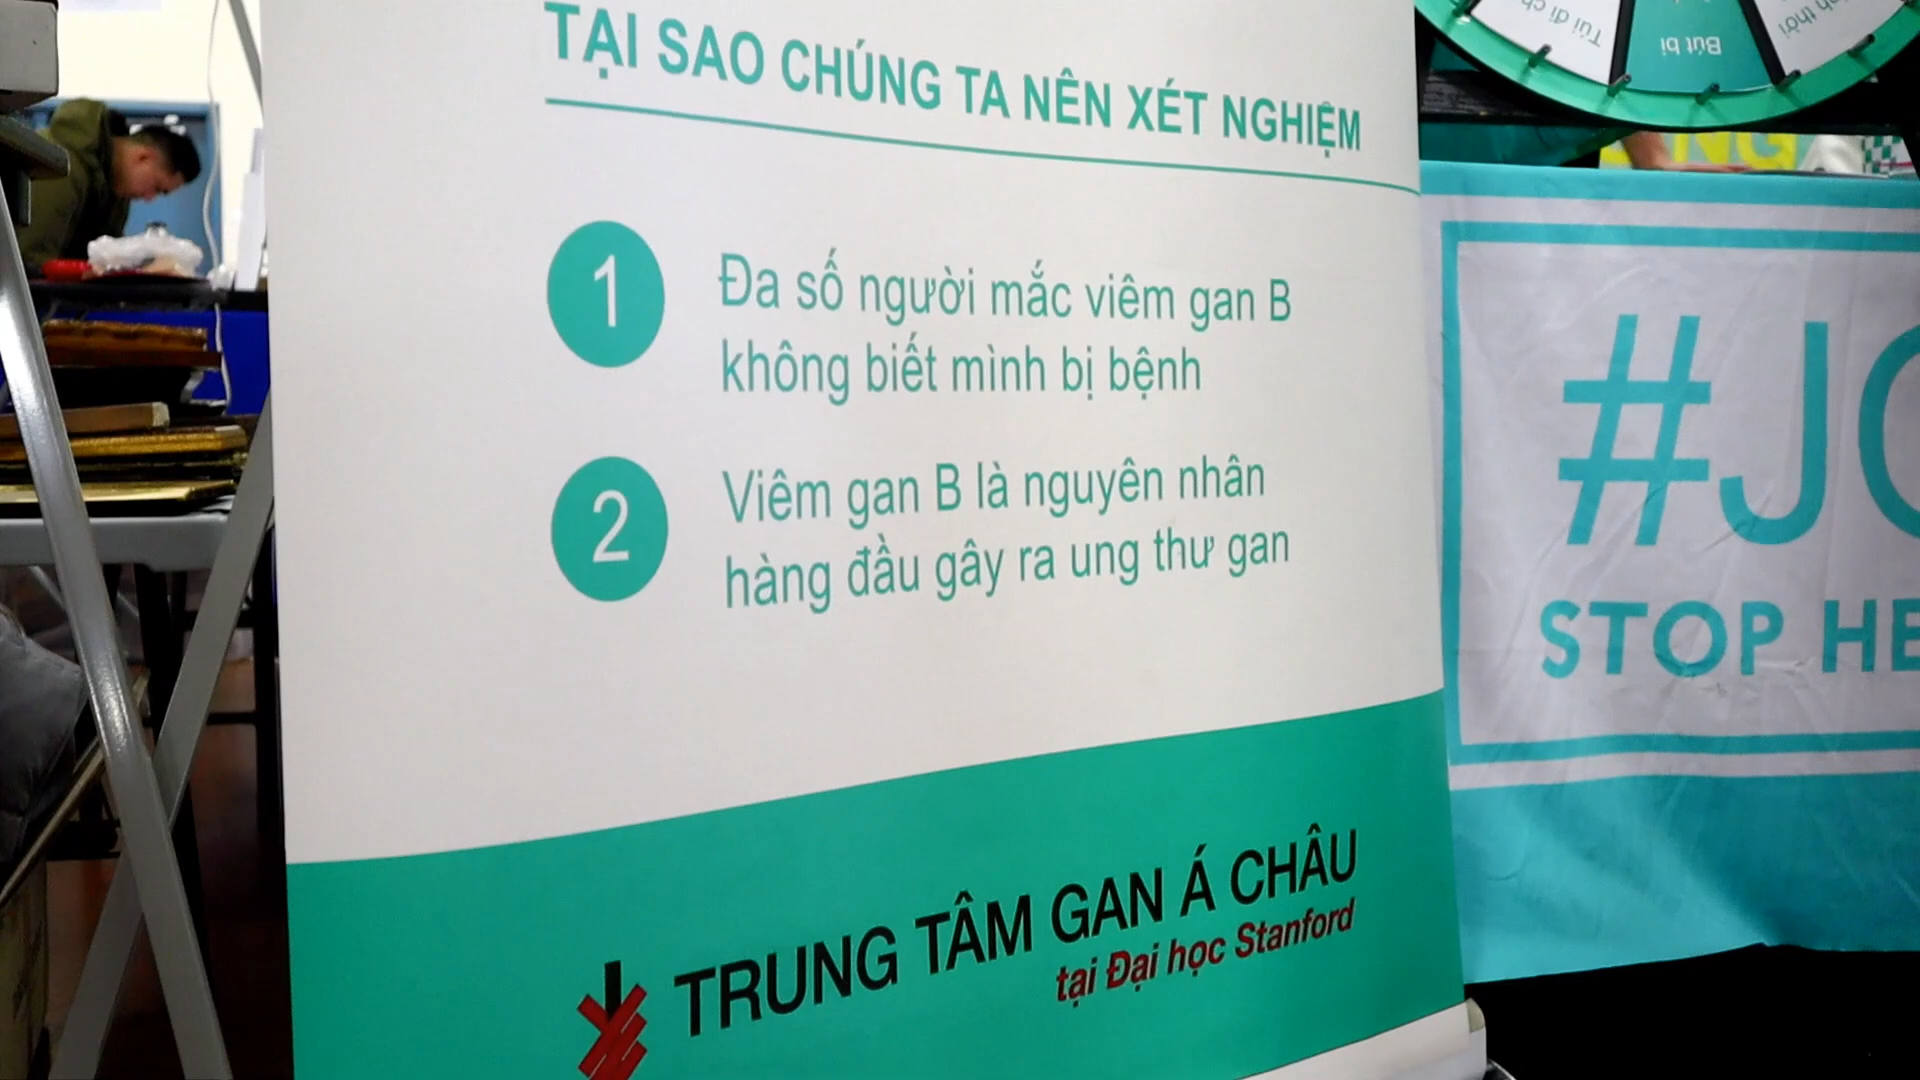 TẠI SAO CHÚNG TA NÊN XÉT NGHIỆM
1
Đa số người mắc viêm gan B
không biết mình bị bệnh
2
Viêm gan B là nguyên nhân
hàng đầu gây ra ung thư gan
TRUNG TÂM GAN Á CHÂU
tại Đại học Stanford
Túi đi
Bút bi
thời
NG
#JO
STOP HE